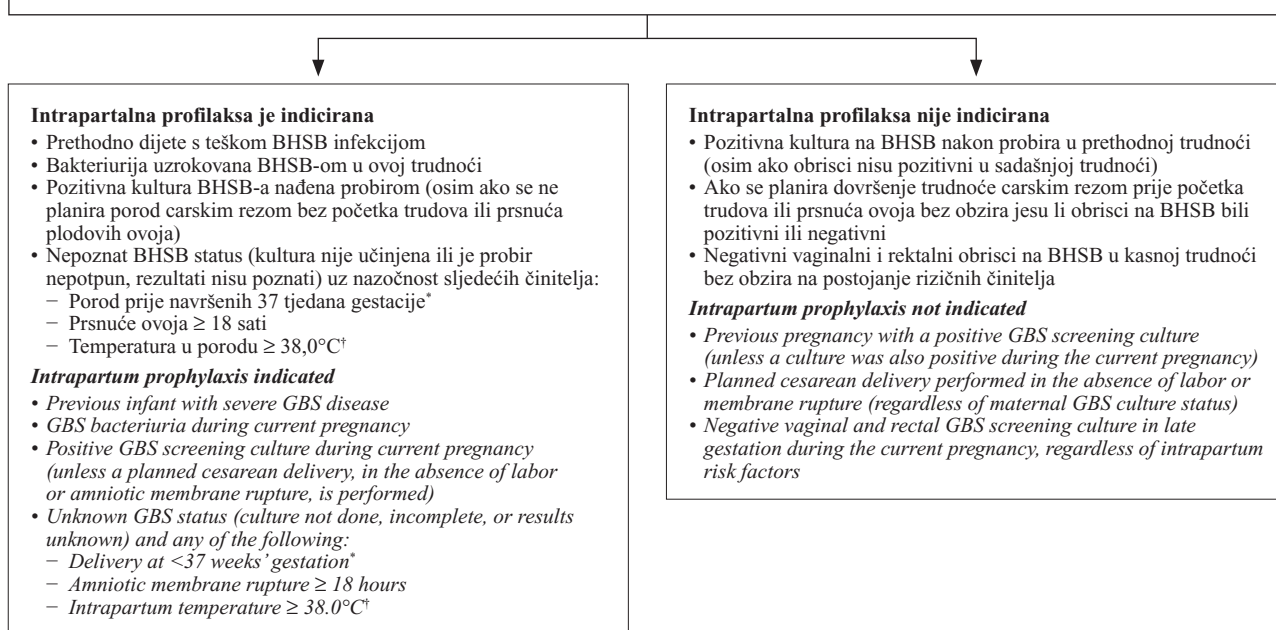 Intrapartalna profilaksa je indicirana
• Prethodno dijete s teškom BHSB infekcijom
• Bakteriurija uzrokovana BHSB-om u ovoj trudnoći
• Pozitivna kultura BHSB-a nađena probirom (osim ako se ne
planira porod carskim rezom bez početka trudova ili prsnuća
plodovih ovoja)
• Nepoznat BHSB status (kultura nije učinjena ili je probir
nepotpun, rezultati nisu poznati) uz nazočnost sljedećih činitelja:
− Porod prije navršenih 37 tjedana gestacije*
− Prsnuće ovoja ≥ 18 sati
− Temperatura u porodu ≥ 38,0°C†
Intrapartum prophylaxis indicated
• Previous infant with severe GBS disease
• GBS bacteriuria during current pregnancy
• Positive GBS screening culture during current pregnancy
(unless a planned cesarean delivery, in the absence of labor
or amniotic membrane rupture, is performed)
• Unknown GBS status (culture not done, incomplete, or results
unknown) and any of the following:
− Delivery at <37 weeks' gestation*
− Amniotic membrane rupture ≥ 18 hours
− Intrapartum temperature ≥ 38.0°C†
Intrapartalna profilaksa nije indicirana
• Pozitivna kultura na BHSB nakon probira u prethodnoj trudnoći
(osim ako obrisci nisu pozitivni u sadašnjoj trudnoći)
• Ako se planira dovršenje trudnoće carskim rezom prije početka
trudova ili prsnuća ovoja bez obzira jesu li obrisci na BHSB bili
pozitivni ili negativni
• Negativni vaginalni i rektalni obrisci na BHSB u kasnoj trudnoći
bez obzira na postojanje rizičnih činitelja
Intrapartum prophylaxis not indicated
• Previous pregnancy with a positive GBS screening culture
(unless a culture was also positive during the current pregnancy)
• Planned cesarean delivery performed in the absence of labor or
membrane rupture (regardless of maternal GBS culture status)
• Negative vaginal and rectal GBS screening culture in late
gestation during the current pregnancy, regardless of intrapartum
risk factors